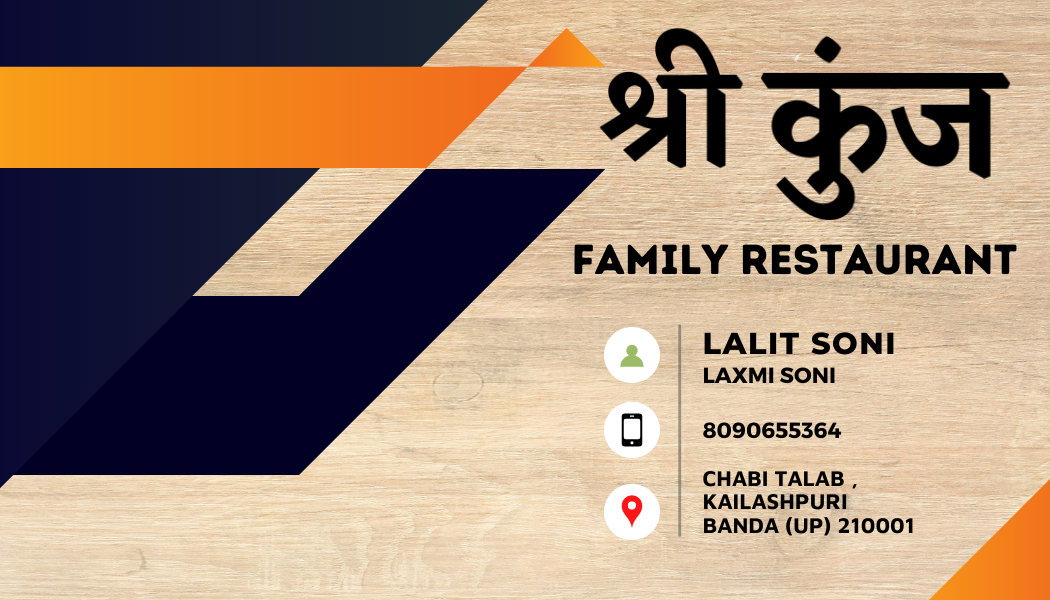 श्री कुंज
FAMILY RESTAURANT
LALIT SONI
LAXMI SONI
8090655364
CHABI TALAB ,
KAILASHPURI
BANDA (UP) 210001